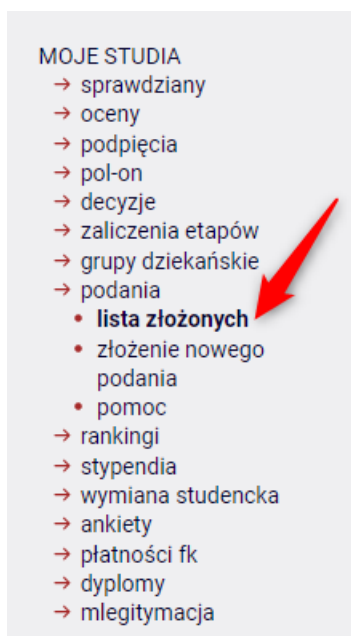 MOJE STUDIA
→ sprawdziany
→ oceny
→ podpięcia
→ pol-on
→ decyzje
→ zaliczenia etapów
→ grupy dziekańskie
→ podania
• lista złożonych
• złożenie nowego
podania
• pomoc
→ rankingi
→ stypendia
→ wymiana studencka
→ ankiety
→ płatności fk
→ dyplomy
→ mlegitymacja